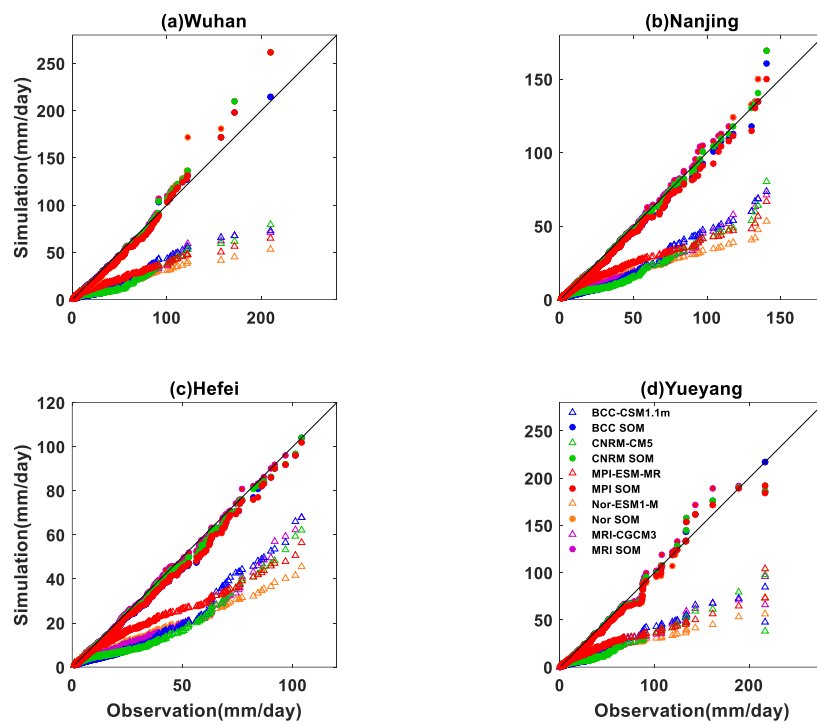 (a)Wuhan
Simulation(mm/day)
250
200
150
100
50
0
0 100 200
(b)Nanjing
150
100
50
0
0 50 100 150
(c)Hefei
Simulation(mm/day)
120
100
80
60
40
20
0
0 50 100
Observation(mm/day)
(d)Yueyang
250
200
150
100
50
0
BCC-CSM1.1m
BCC SOM
CNRM-CM5
CNRM SOM
MPI-ESM-MR
MPI SOM
Nor-ESM1-M
Nor SOM
MRI-CGCM3
MRI SOM
0 100 200
Observation(mm/day)